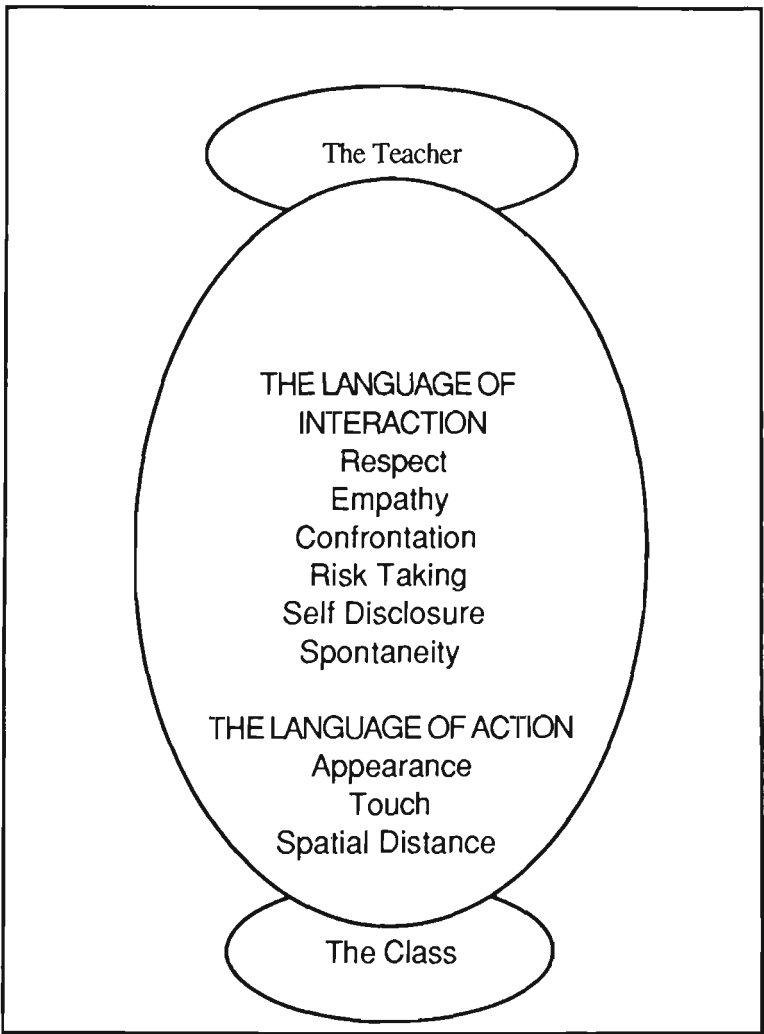 The Teacher
THE LANGUAGE OF
INTERACTION
Respect
Empathy
Confrontation
Risk Taking
Self Disclosure
Spontaneity
THE LANGUAGE OF ACTION
Appearance
Touch
Spatial Distance
The Class